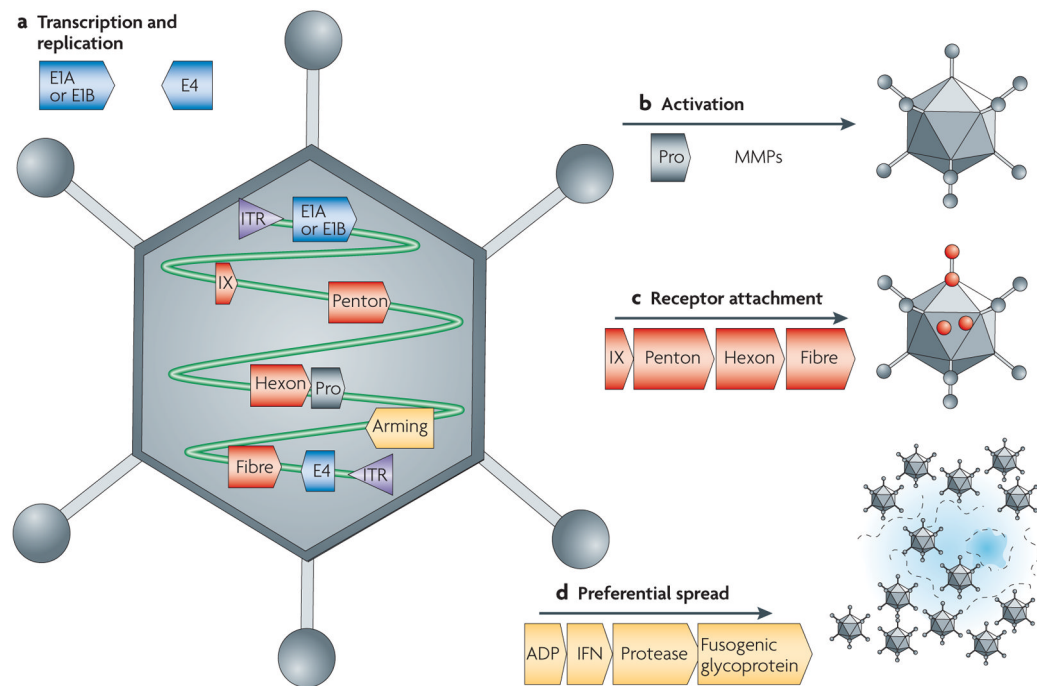 a Transcription and
replication
E1A
or E1B
E4
ITR
E1A
or E1B
IX
Penton
Hexon
Pro
Arming
Fibre
E4
ITR
b Activation
Pro
MMPs
c Receptor attachment
IX
Penton
Hexon
Fibre
d Preferential spread
ADP
IFN
Protease
Fusogenic
glycoprotein